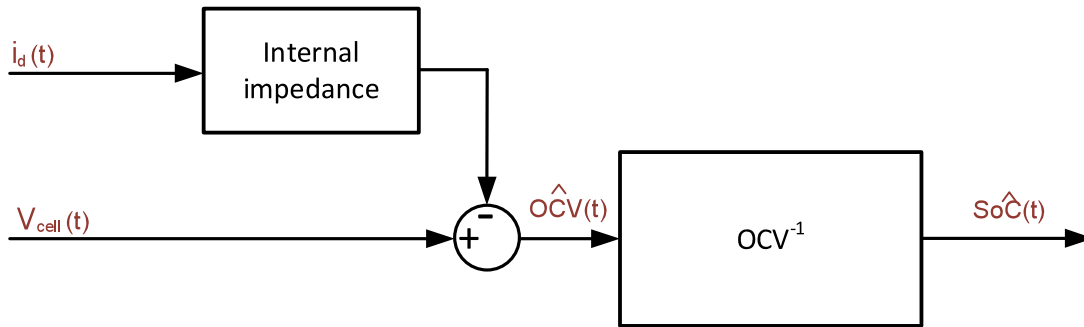 i_d(t)
Internal
impedance
V_cell(t)
-
+
OĈV(t)
OCV⁻¹
SoĈ(t)